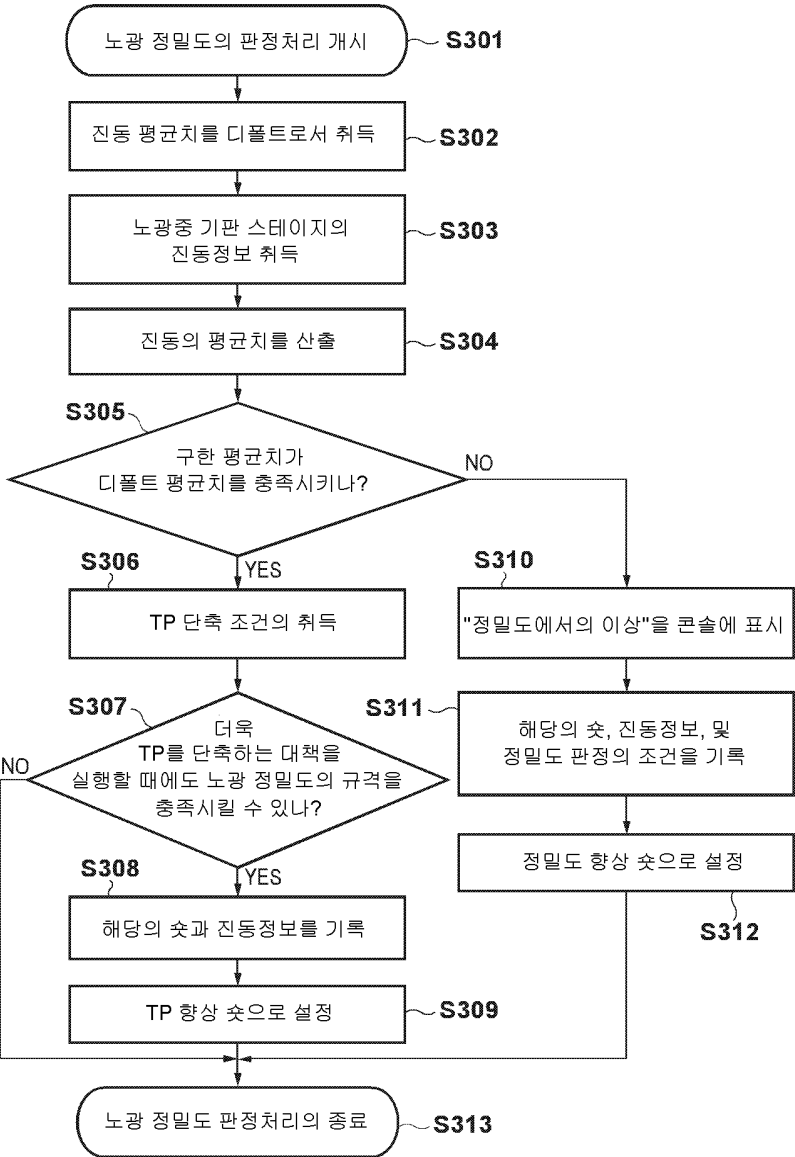 노광 정밀도의 판정처리 개시
S301
진동 평균치를 디폴트로서 취득
S302
노광중 기판 스테이지의
진동정보 취득
S303
진동의 평균치를 산출
S304
S305
구한 평균치가
디폴트 평균치를 충족시키나?
NO
YES
S306
TP 단축 조건의 취득
S307
더욱
TP를 단축하는 대책을
실행할 때에도 노광 정밀도의 규격을
충족시킬 수 있나?
NO
YES
S308
해당의 숏과 진동정보를 기록
TP 향상 숏으로 설정
S309
S310
"정밀도에서의 이상"을 콘솔에 표시
S311
해당의 숏, 진동정보, 및
정밀도 판정의 조건을 기록
정밀도 향상 숏으로 설정
S312
노광 정밀도 판정처리의 종료
S313